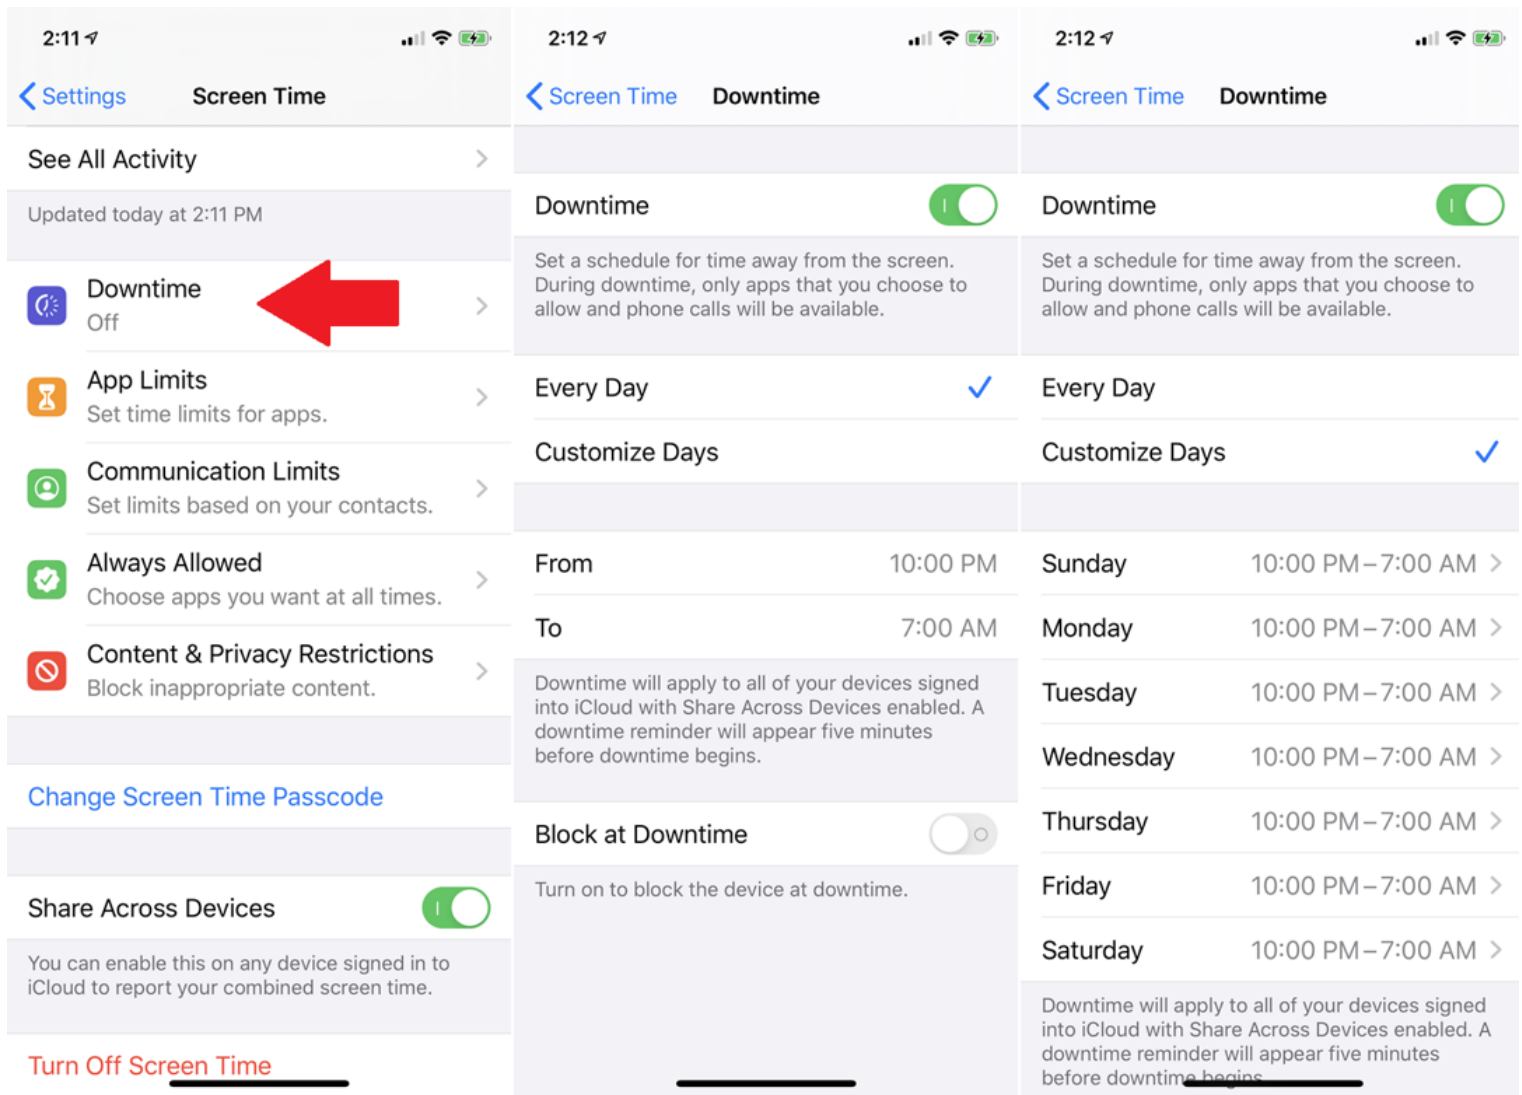 2:11
Settings
Screen Time
See All Activity
Updated today at 2:11 PM
Downtime
Off
App Limits
Set time limits for apps.
Communication Limits
Set limits based on your contacts.
Always Allowed
Choose apps you want at all times.
Content & Privacy Restrictions
Block inappropriate content.
Change Screen Time Passcode
Share Across Devices
You can enable this on any device signed in to
iCloud to report your combined screen time.
Turn Off Screen Time
2:12
Screen Time
Downtime
Downtime
Set a schedule for time away from the screen.
During downtime, only apps that you choose to
allow and phone calls will be available.
Every Day
Customize Days
From 10:00 PM
To 7:00 AM
Downtime will apply to all of your devices signed
into iCloud with Share Across Devices enabled. A
downtime reminder will appear five minutes
before downtime begins.
Block at Downtime
Turn on to block the device at downtime.
2:12
Screen Time
Downtime
Downtime
Set a schedule for time away from the screen.
During downtime, only apps that you choose to
allow and phone calls will be available.
Every Day
Customize Days
Sunday 10:00 PM–7:00 AM
Monday 10:00 PM–7:00 AM
Tuesday 10:00 PM–7:00 AM
Wednesday 10:00 PM–7:00 AM
Thursday 10:00 PM–7:00 AM
Friday 10:00 PM–7:00 AM
Saturday 10:00 PM–7:00 AM
Downtime will apply to all of your devices signed
into iCloud with Share Across Devices enabled. A
downtime reminder will appear five minutes
before downtime begins